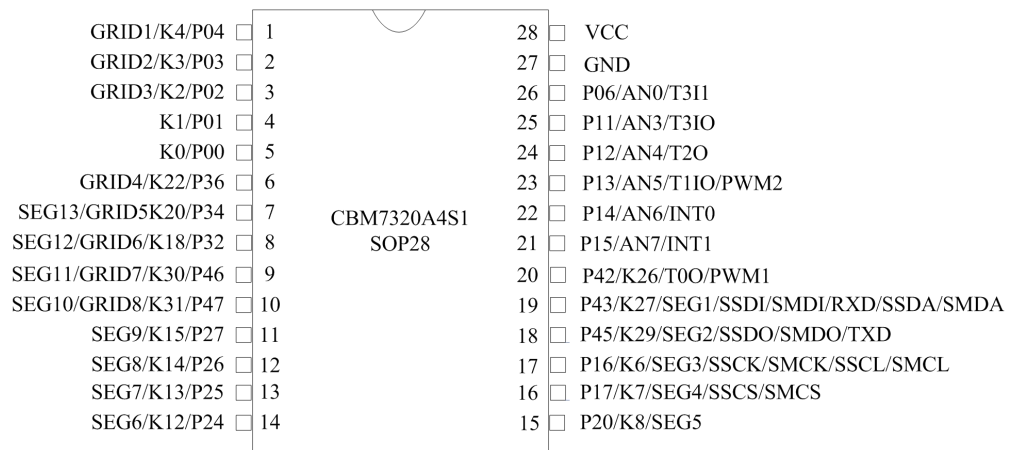 GRID1/K4/P04 1 28 VCC
GRID2/K3/P03 2 27 GND
GRID3/K2/P02 3 26 P06/AN0/T3I1
K1/P01 4 25 P11/AN3/T3IO
K0/P00 5 24 P12/AN4/T2O
GRID4/K22/P36 6 23 P13/AN5/T1IO/PWM2
SEG13/GRID5K20/P34 7 CBM7320A4S1 22 P14/AN6/INT0
SEG12/GRID6/K18/P32 8 SOP28 21 P15/AN7/INT1
SEG11/GRID7/K30/P46 9 20 P42/K26/T0O/PWM1
SEG10/GRID8/K31/P47 10 19 P43/K27/SEG1/SSDI/SMDI/RXD/SSDA/SMDA
SEG9/K15/P27 11 18 P45/K29/SEG2/SSDO/SMDO/TXD
SEG8/K14/P26 12 17 P16/K6/SEG3/SSCK/SMCK/SSCL/SMCL
SEG7/K13/P25 13 16 P17/K7/SEG4/SSCS/SMCS
SEG6/K12/P24 14 15 P20/K8/SEG5